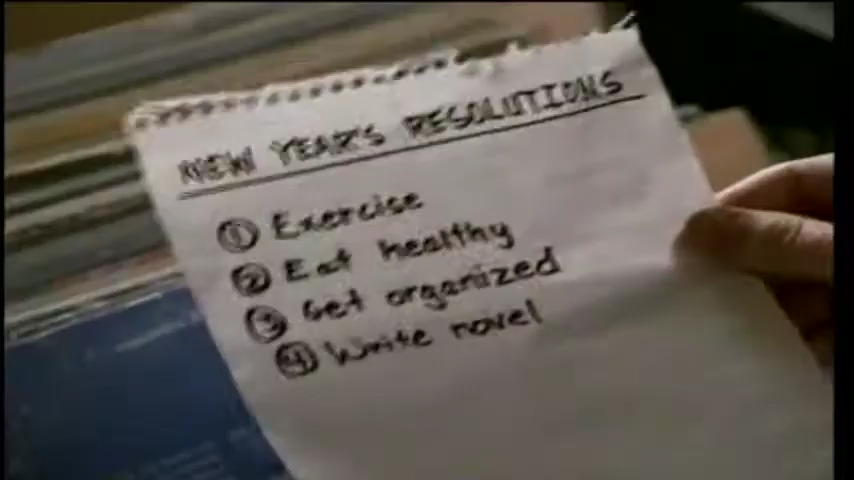 NEW YEAR'S RESOLUTIONS
1 Exercise
2 Eat healthy
3 Get organized
4 Write novel